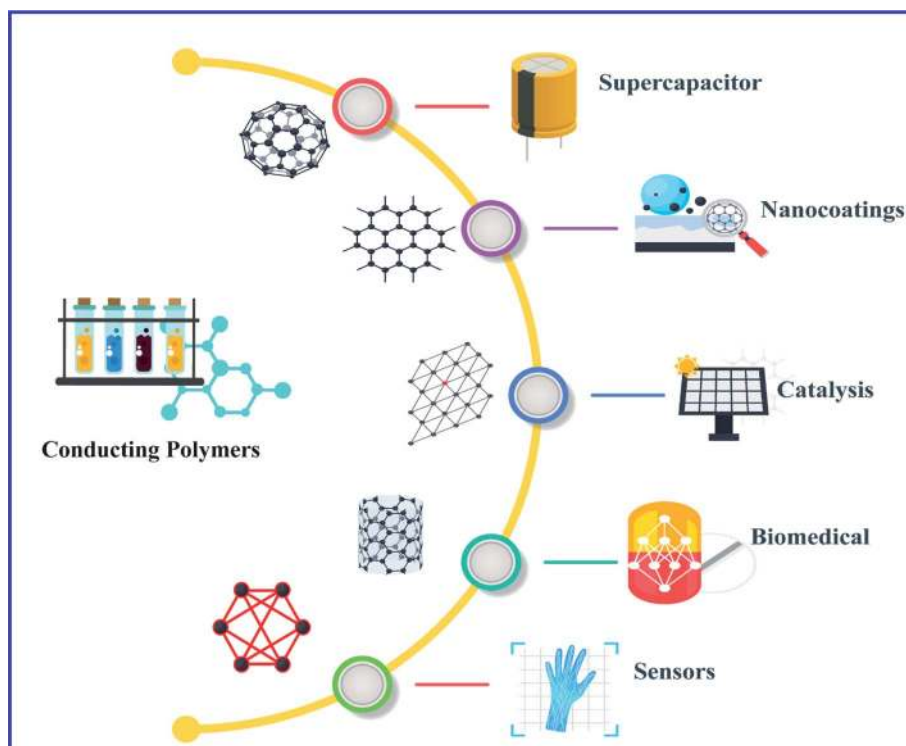 Supercapacitor
Nanocoatings
Catalysis
Conducting Polymers
Biomedical
Sensors